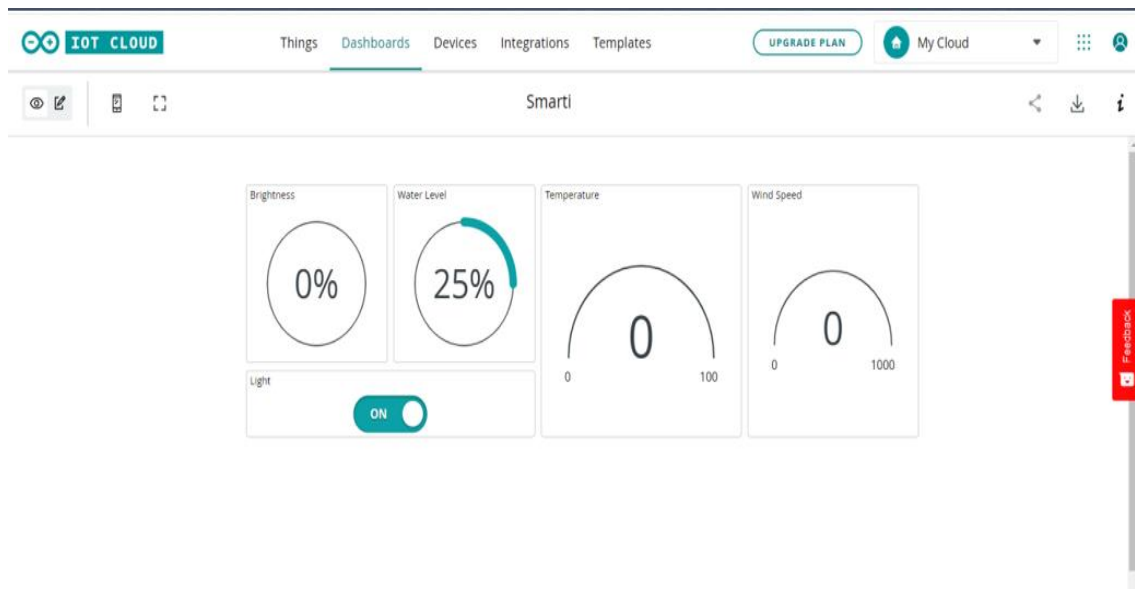 IOT CLOUD
Things Dashboards Devices Integrations Templates
UPGRADE PLAN
My Cloud
Smarti
i
Brightness
0%
Water Level
25%
Temperature
0
0 100
Wind Speed
0
0 1000
Light
ON
Feedback